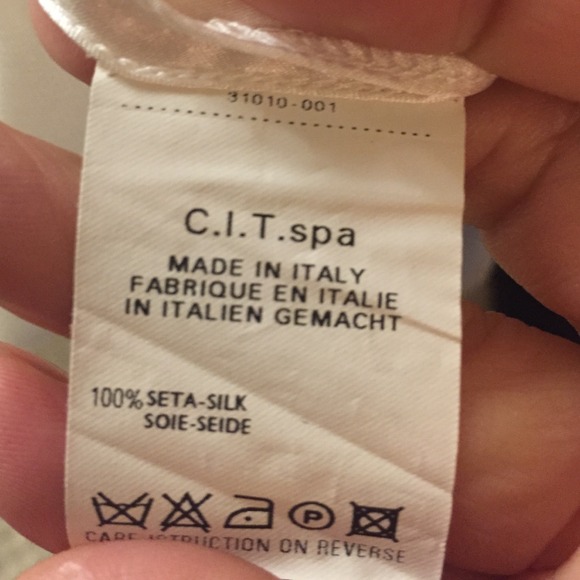 31010-001
C.I.T.spa
MADE IN ITALY
FABRIQUE EN ITALIE
IN ITALIEN GEMACHT
100% SETA-SILK
SOIE-SEIDE
P
CARE INSTRUCTION ON REVERSE